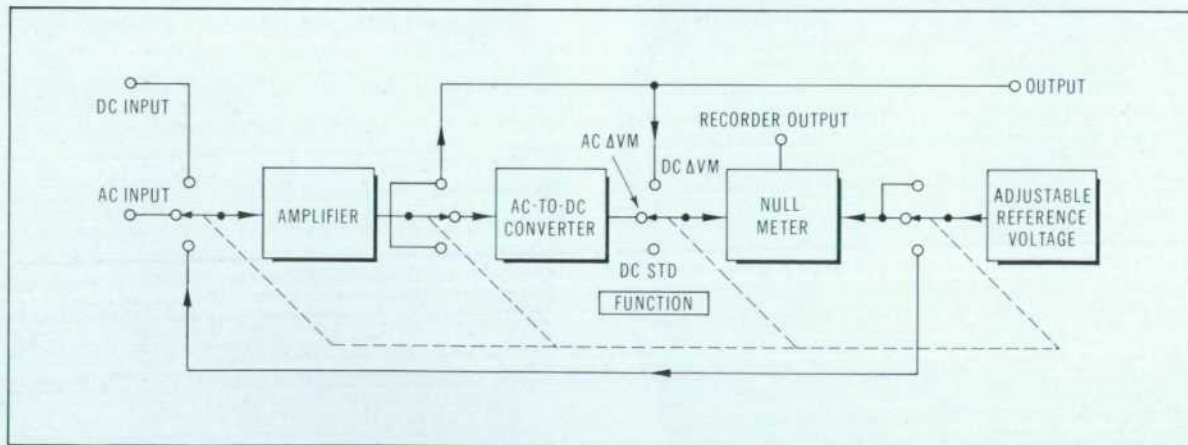 DC INPUT
OUTPUT
RECORDER OUTPUT
AC ΔVM
DC ΔVM
AC INPUT
AMPLIFIER
AC-TO-DC
CONVERTER
NULL
METER
ADJUSTABLE
REFERENCE
VOLTAGE
DC STD
FUNCTION